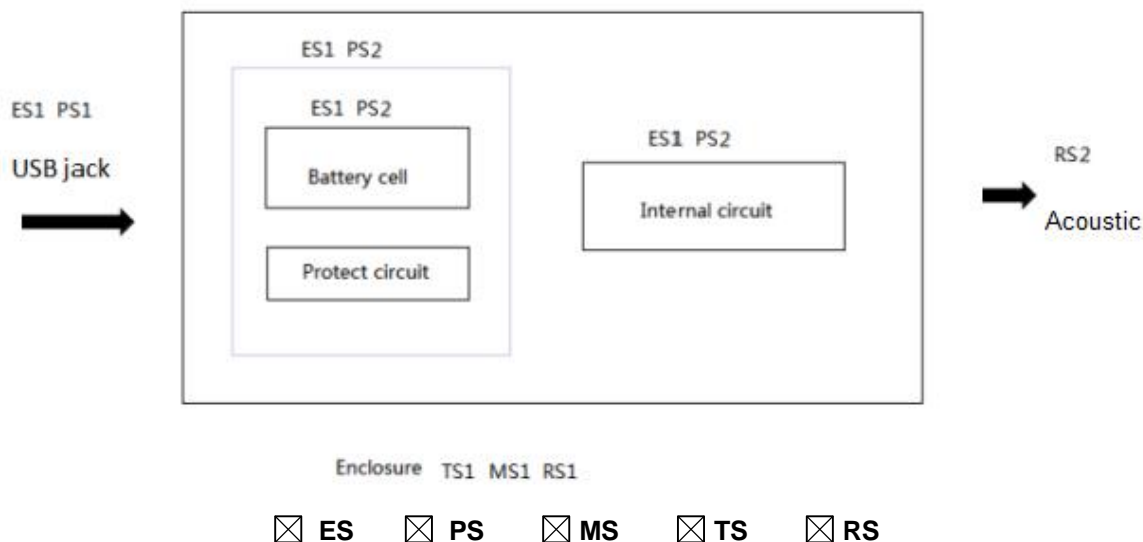 ES1 PS2
ES1 PS1
USB jack
ES1 PS2
Battery cell
Protect circuit
ES1 PS2
Internal circuit
RS2
Acoustic
Enclosure TS1 MS1 RS1
☒ ES ☒ PS ☒ MS ☒ TS ☒ RS